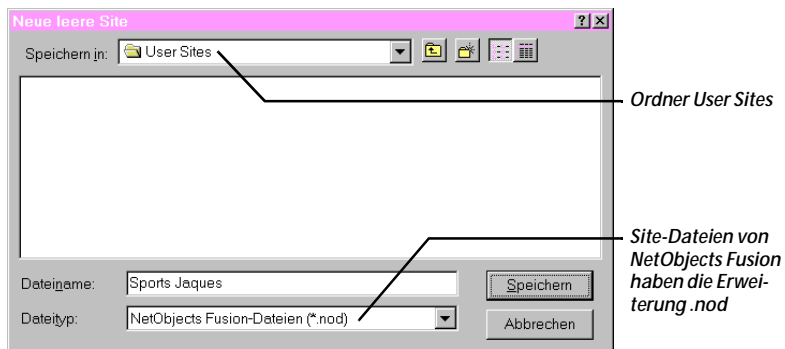 Neue leere Site
Speichern in: User Sites
Ordner User Sites
Site-Dateien von
NetObjects Fusion
haben die Erwei-
terung .nod
Dateiname: Sports Jaques Speichern
Dateityp: NetObjects Fusion-Dateien (*.nod) Abbrechen